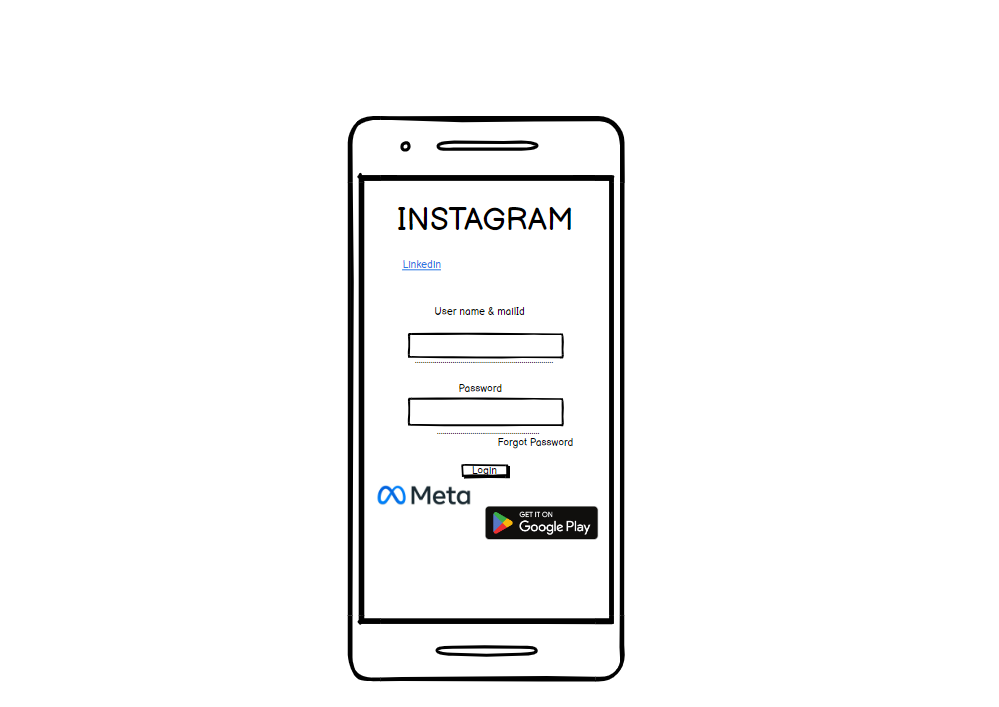 INSTAGRAM
Linkedin
User name & mailId
Password
Forgot Password
Login
Meta
GET IT ON
Google Play